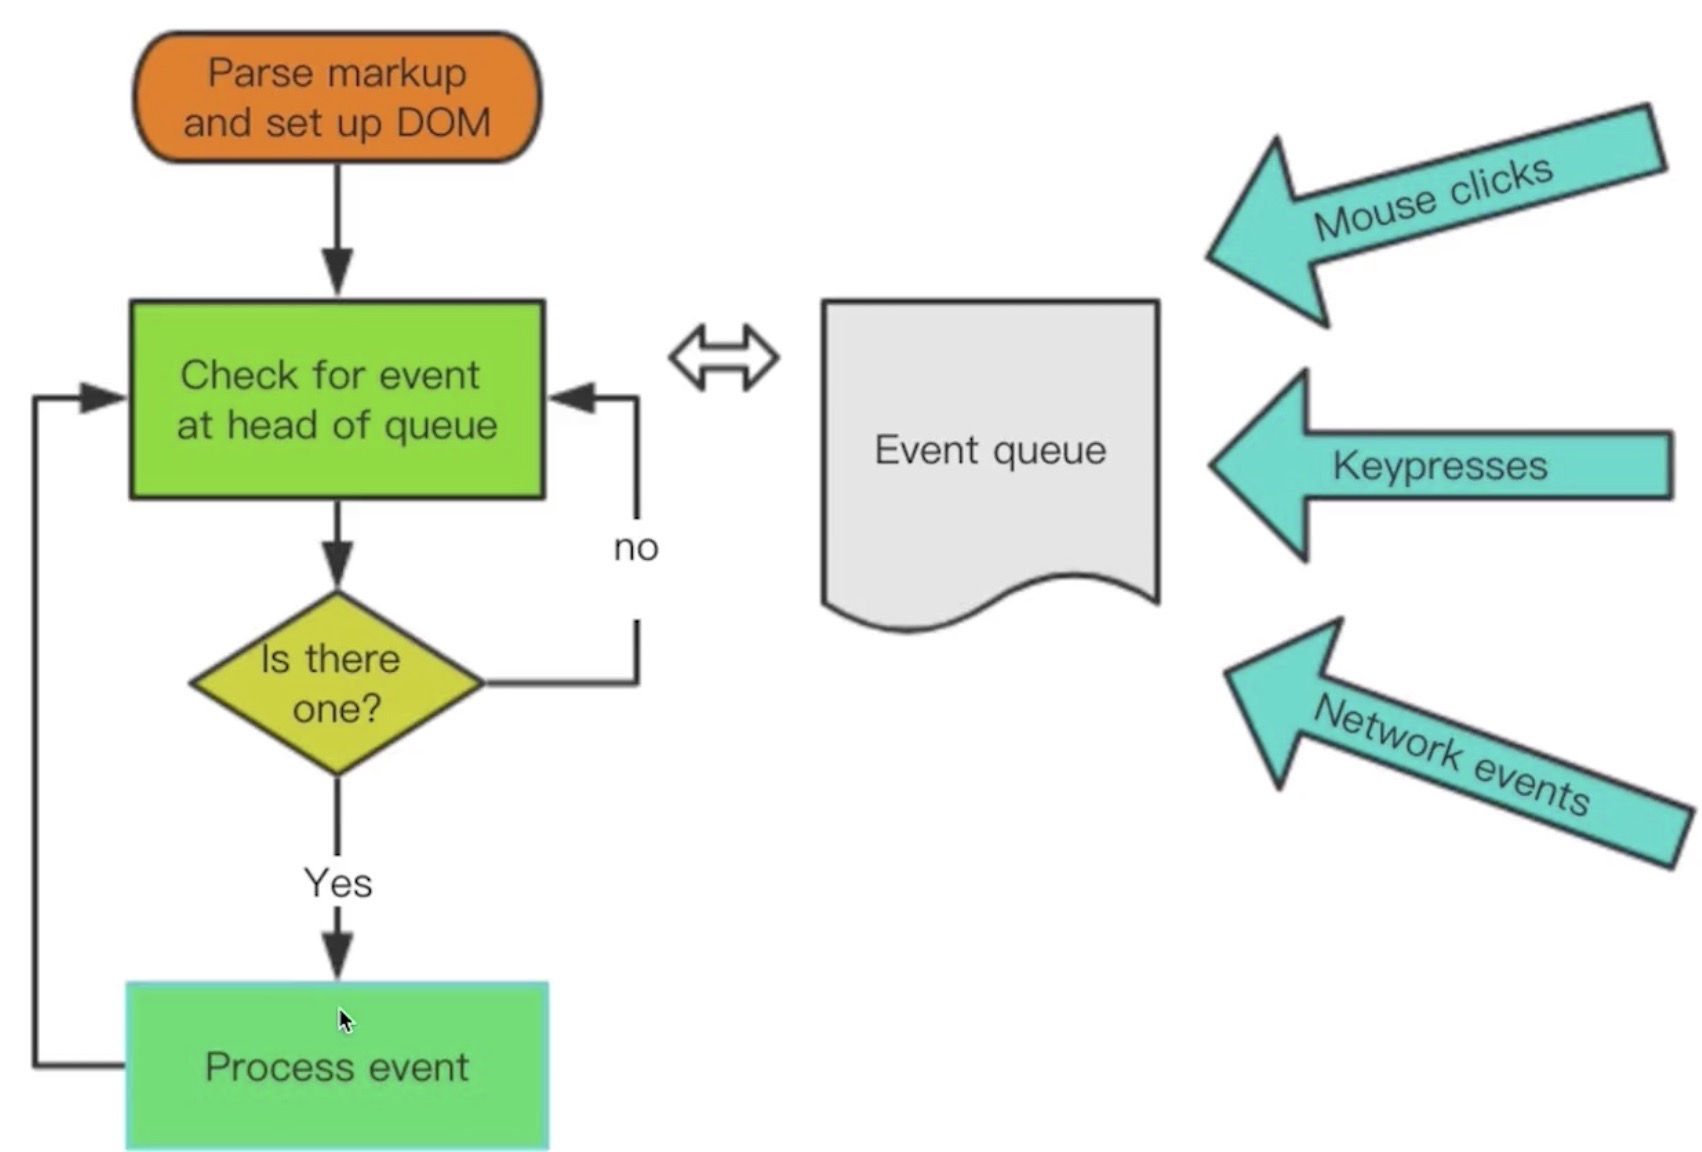 Parse markup
and set up DOM
Check for event
at head of queue
no
Is there
one?
Yes
Process event
Event queue
Mouse clicks
Keypresses
Network events